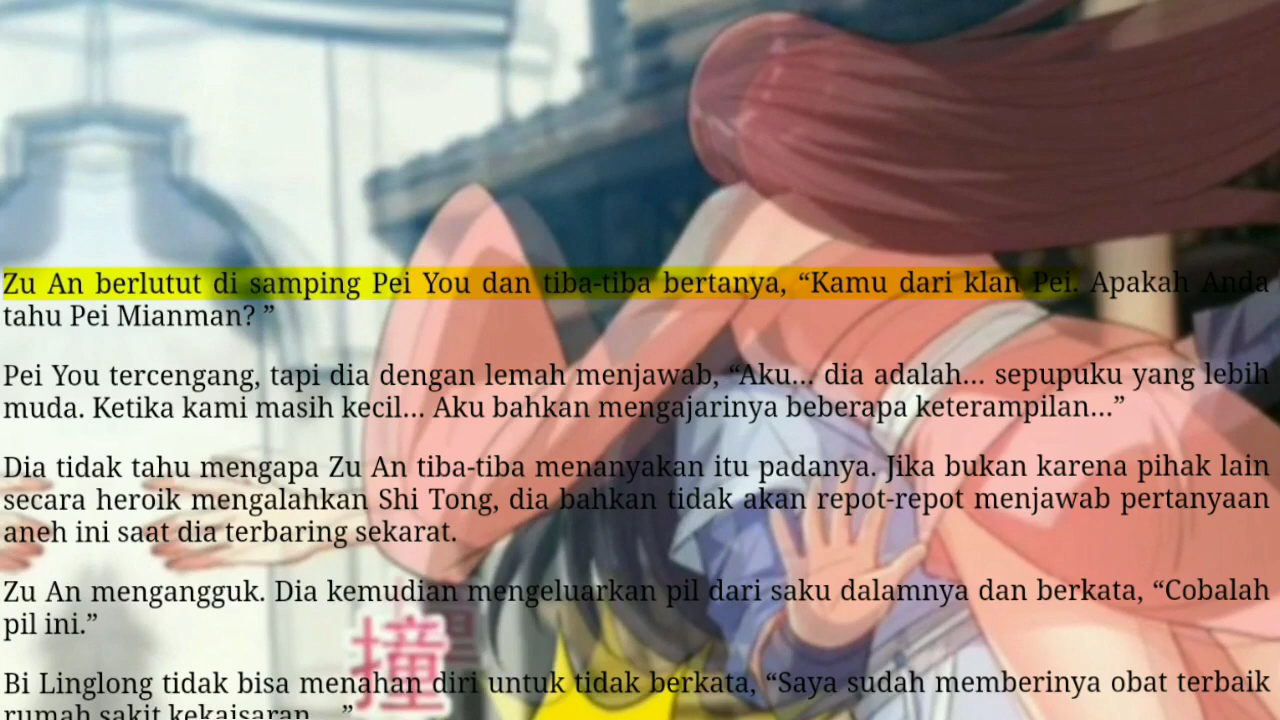 Zu An berlutut di samping Pei You dan tiba-tiba bertanya, “Kamu dari klan Pei. Apakah Anda
tahu Pei Mianman? ”
Pei You tercengang, tapi dia dengan lemah menjawab, “Aku... dia adalah... sepupuku yang lebih
muda. Ketika kami masih kecil... Aku bahkan mengajarinya beberapa keterampilan...”
Dia tidak tahu mengapa Zu An tiba-tiba menanyakan itu padanya. Jika bukan karena pihak lain
secara heroik mengalahkan Shi Tong, dia bahkan tidak akan repot-repot menjawab pertanyaan
aneh ini saat dia terbaring sekarat.
Zu An mengangguk. Dia kemudian mengeluarkan pil dari saku dalamnya dan berkata, “Cobalah
pil ini.”
撞
Bi Linglong tidak bisa menahan diri untuk tidak berkata, “Saya sudah memberinya obat terbaik
rumah sakit kekaisaran... ”